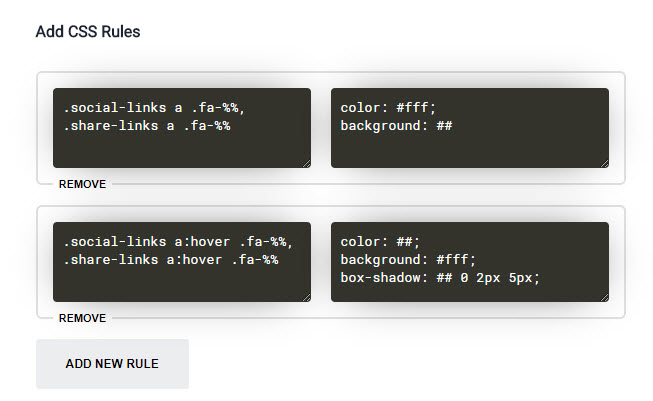 Add CSS Rules
.social-links a .fa-%%,
.share-links a .fa-%%
color: #fff;
background: ##
REMOVE
.social-links a:hover .fa-%%,
.share-links a:hover .fa-%%
color: ##;
background: #fff;
box-shadow: ## 0 2px 5px;
REMOVE
ADD NEW RULE